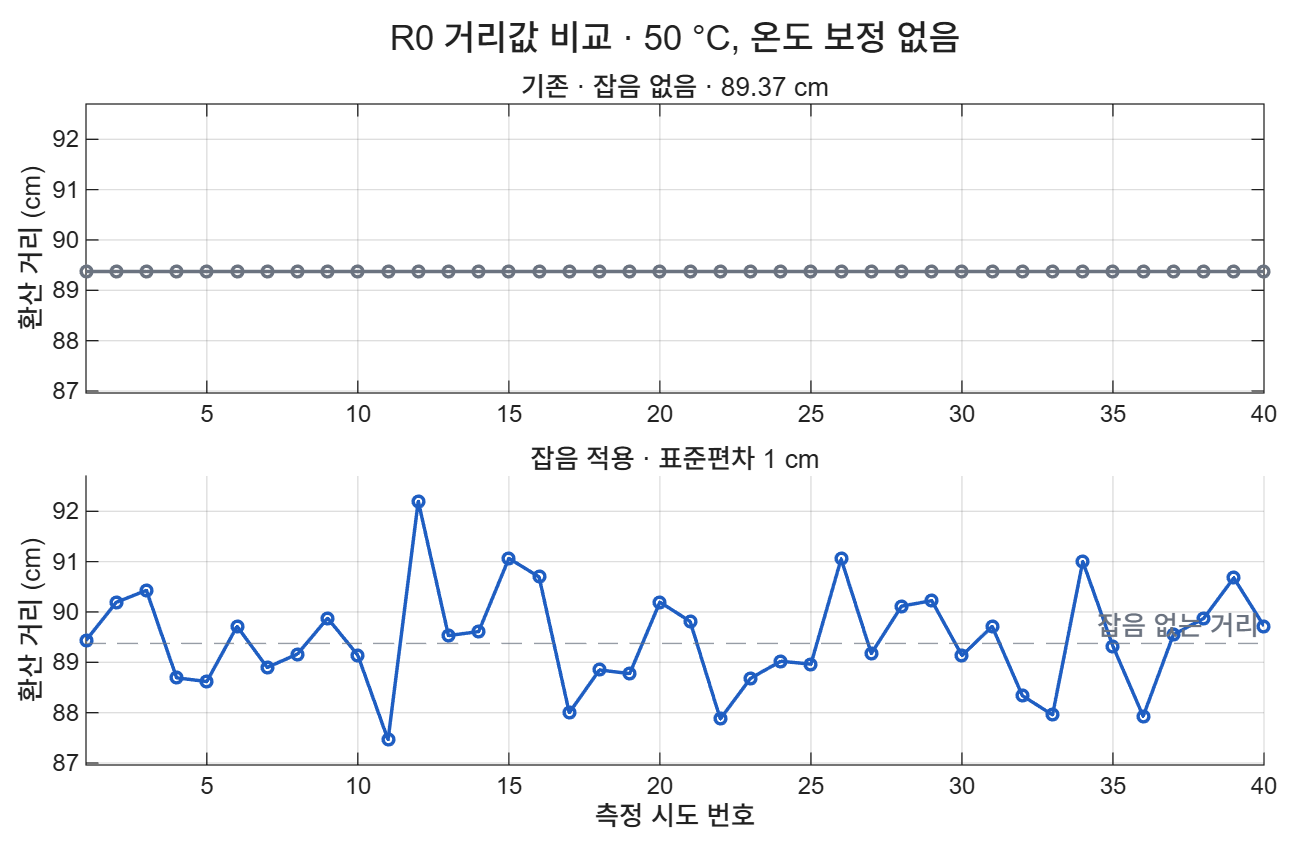 R0 거리값 비교 · 50 °C, 온도 보정 없음
기존 · 잡음 없음 · 89.37 cm
환산 거리 (cm)
92
91
90
89
88
87
5 10 15 20 25 30 35 40
잡음 적용 · 표준편차 1 cm
환산 거리 (cm)
92
91
90
89
88
87
잡음 없는 거리
5 10 15 20 25 30 35 40
측정 시도 번호